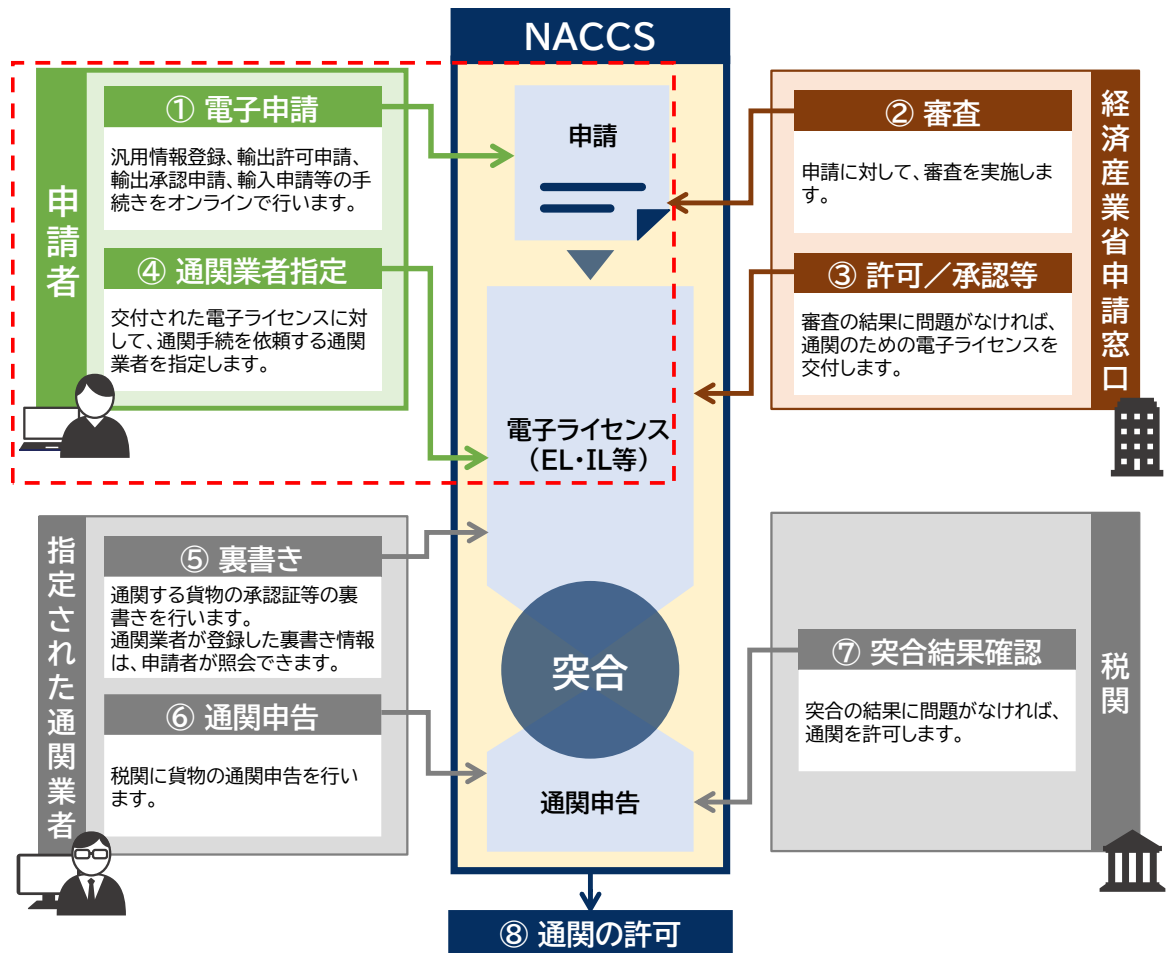 NACCS
申請者
① 電子申請
汎用情報登録、輸出許可申請、
輸出承認申請、輸入申請等の手
続きをオンラインで行います。
④ 通関業者指定
交付された電子ライセンスに対
して、通関手続を依頼する通関
業者を指定します。
申請
電子ライセンス
（EL・IL等）
経済産業省申請窓口
② 審査
申請に対して、審査を実施しま
す。
③ 許可／承認等
審査の結果に問題がなければ、
通関のための電子ライセンスを
交付します。
指定された通関業者
⑤ 裏書き
通関する貨物の承認証等の裏
書きを行います。
通関業者が登録した裏書き情報
は、申請者が照会できます。
⑥ 通関申告
税関に貨物の通関申告を行い
ます。
突合
通関申告
税関
⑦ 突合結果確認
突合の結果に問題がなければ、
通関を許可します。
⑧ 通関の許可